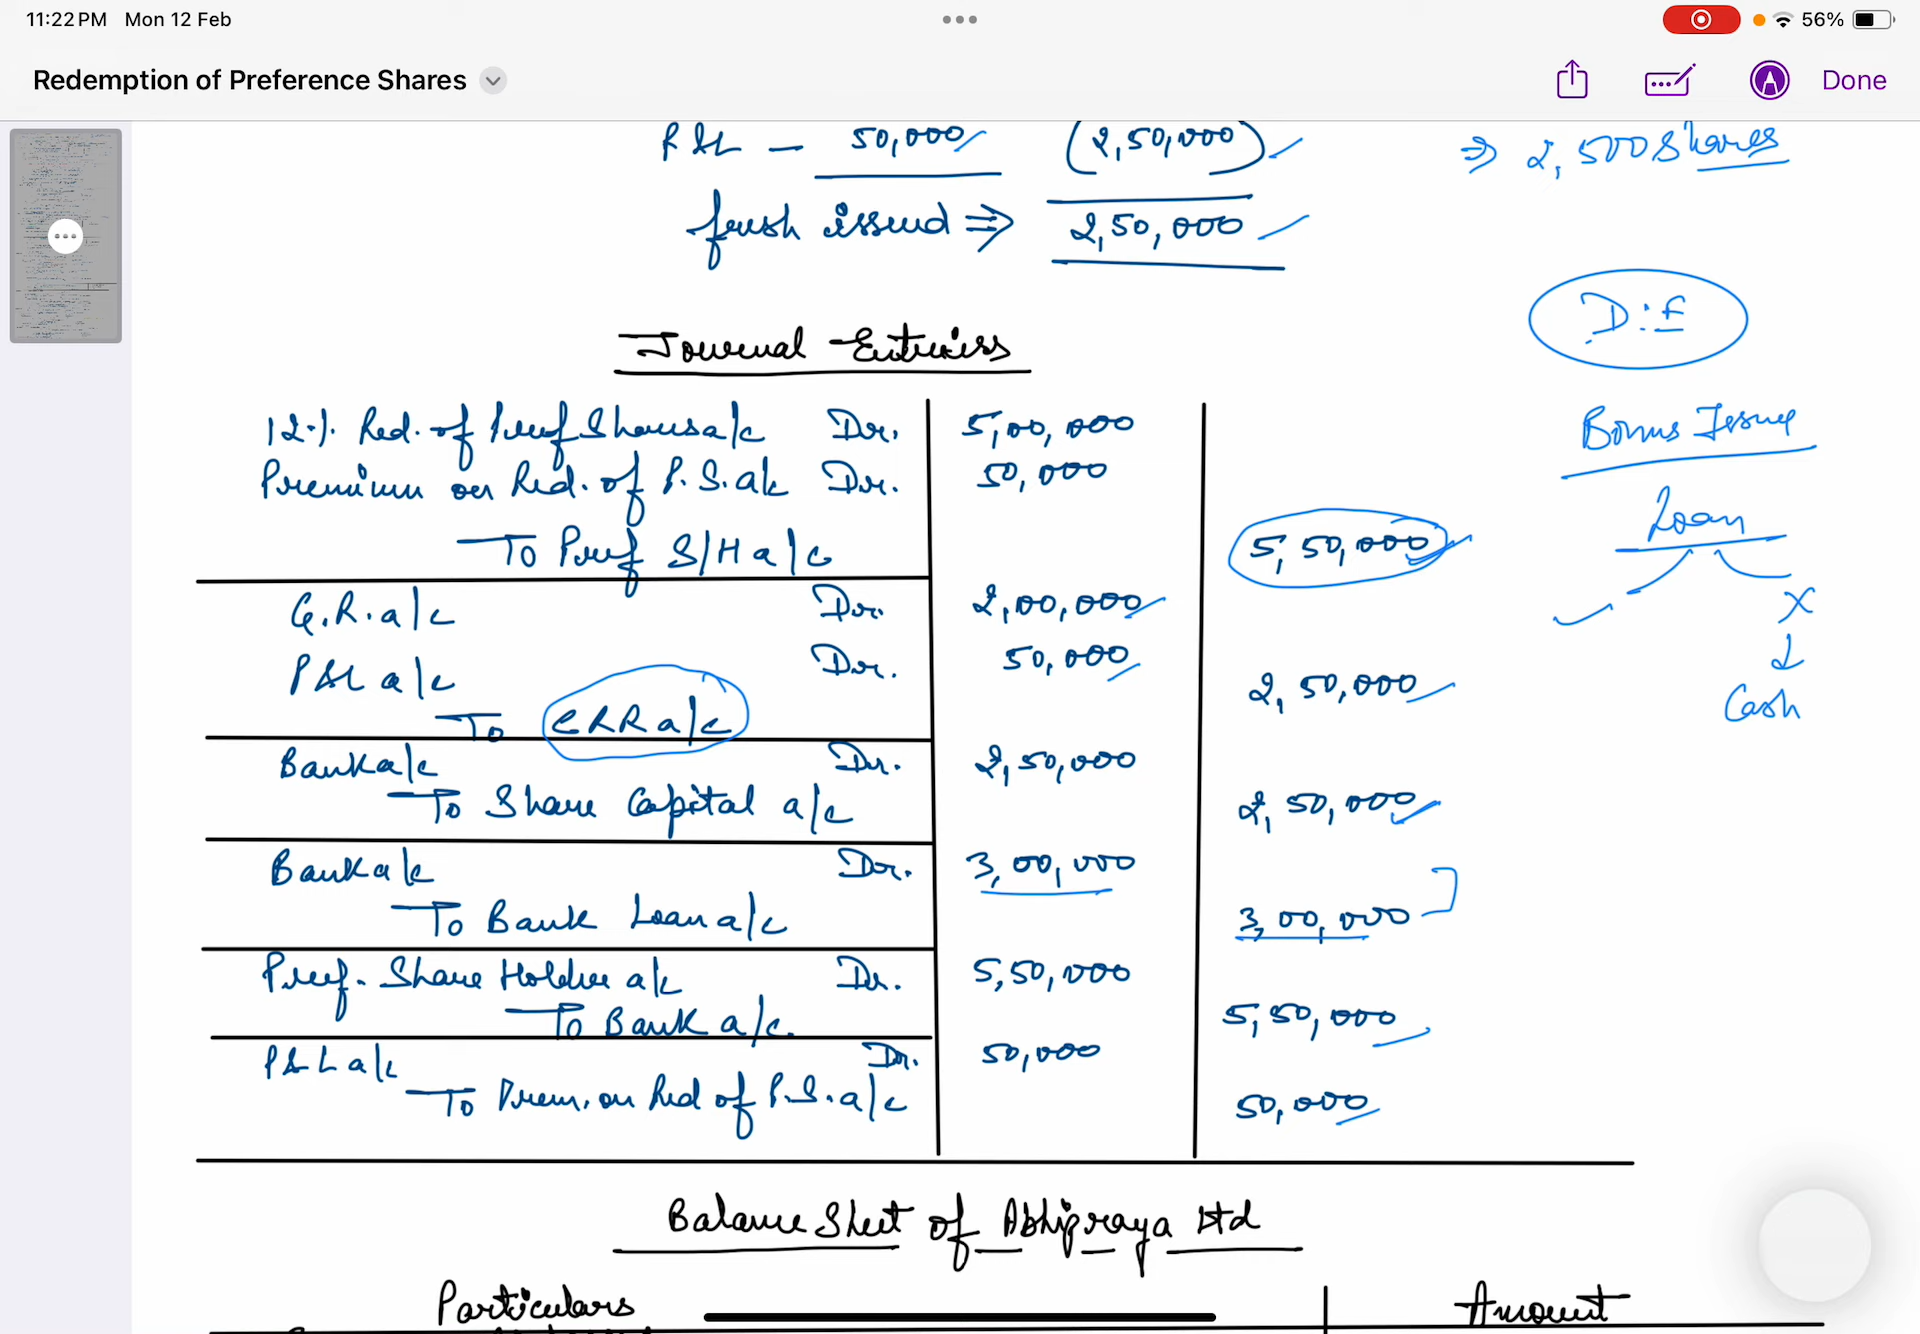 11:22 PM Mon 12 Feb
56%
Redemption of Preference Shares
Done
P&L — 50,000 (2,50,000)
⇒ 2,500 Shares
fresh issued ⇒ 2,50,000
D:f
Journal Entries
Bonus Issue
Loan
X
Cash
12% Red. of Pref Shares a/c Dr. 5,00,000
Premium on Red. of P.S. a/c Dr. 50,000
To Pref S/H a/c 5,50,000
G.R. a/c Dr. 2,00,000
P&L a/c Dr. 50,000
To CRR a/c 2,50,000
Bank a/c Dr. 2,50,000
To Share Capital a/c 2,50,000
Bank a/c Dr. 3,00,000
To Bank Loan a/c 3,00,000
Pref. Share Holder a/c Dr. 5,50,000
To Bank a/c. 5,50,000
P&L a/c Dr. 50,000
To Prem. on Red of P.S. a/c 50,000
Balance Sheet of Abhipraya Ltd
Particulars Amount